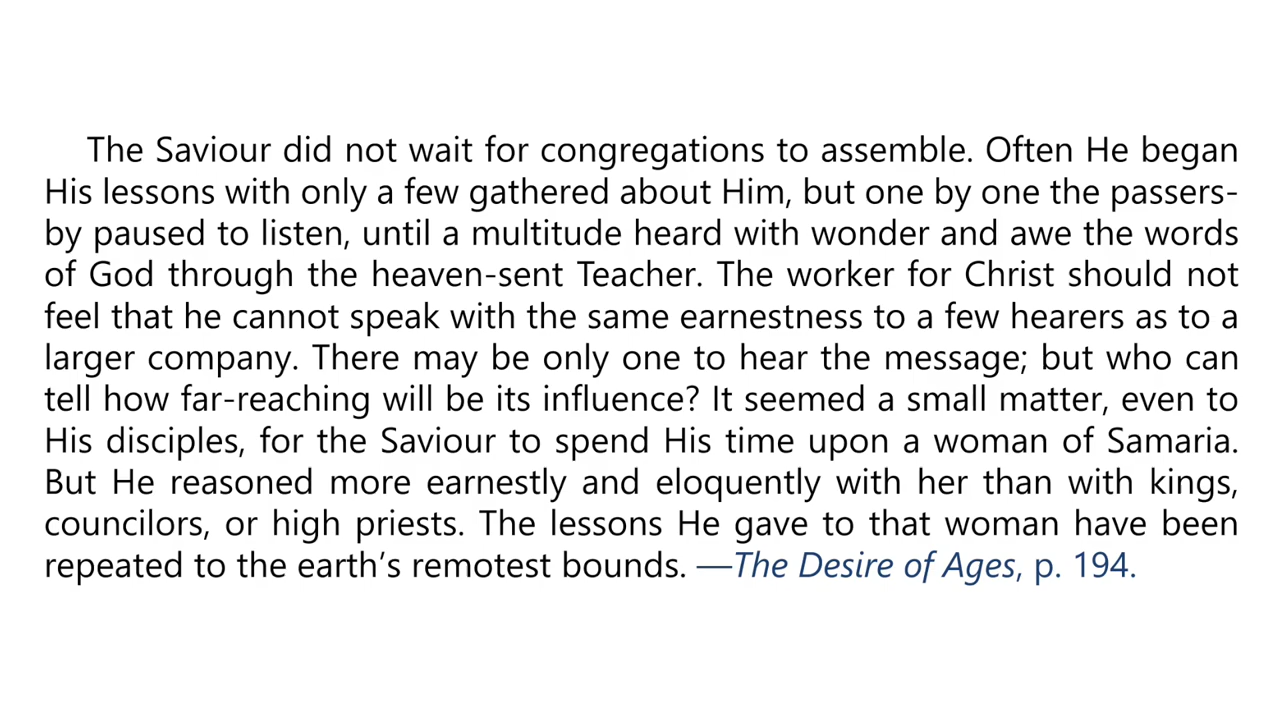 The Saviour did not wait for congregations to assemble. Often He began
His lessons with only a few gathered about Him, but one by one the passers-
by paused to listen, until a multitude heard with wonder and awe the words
of God through the heaven-sent Teacher. The worker for Christ should not
feel that he cannot speak with the same earnestness to a few hearers as to a
larger company. There may be only one to hear the message; but who can
tell how far-reaching will be its influence? It seemed a small matter, even to
His disciples, for the Saviour to spend His time upon a woman of Samaria.
But He reasoned more earnestly and eloquently with her than with kings,
councilors, or high priests. The lessons He gave to that woman have been
repeated to the earth’s remotest bounds. —The Desire of Ages, p. 194.